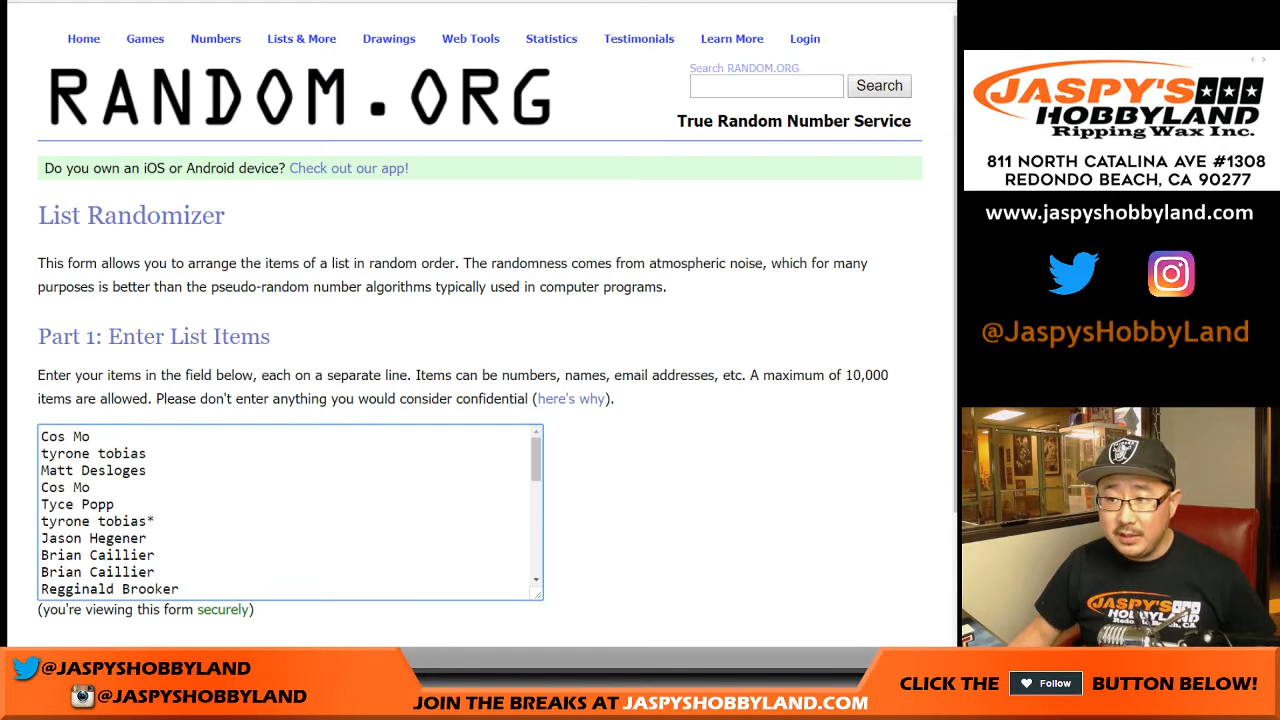 Home Games Numbers Lists & More Drawings Web Tools Statistics Testimonials Learn More Login
RANDOM.ORG
Search RANDOM.ORG
Search
True Random Number Service
Do you own an iOS or Android device? Check out our app!
List Randomizer
This form allows you to arrange the items of a list in random order. The randomness comes from atmospheric noise, which for many
purposes is better than the pseudo-random number algorithms typically used in computer programs.
Part 1: Enter List Items
Enter your items in the field below, each on a separate line. Items can be numbers, names, email addresses, etc. A maximum of 10,000
items are allowed. Please don't enter anything you would consider confidential (here's why).
Cos Mo
tyrone tobias
Matt Desloges
Cos Mo
Tyce Popp
tyrone tobias*
Jason Hegener
Brian Caillier
Brian Caillier
Regginald Brooker
(you're viewing this form securely)
JASPY'S
HOBBYLAND
Ripping Wax Inc.
811 NORTH CATALINA AVE #1308
REDONDO BEACH, CA 90277
www.jaspyshobbyland.com
@JaspysHobbyLand
RAIDERS
JASPY'S
HOBBYLAND
@JASPYSHOBBYLAND
@JASPYSHOBBYLAND
JOIN THE BREAKS AT JASPYSHOBBYLAND.COM
CLICK THE Follow BUTTON BELOW!